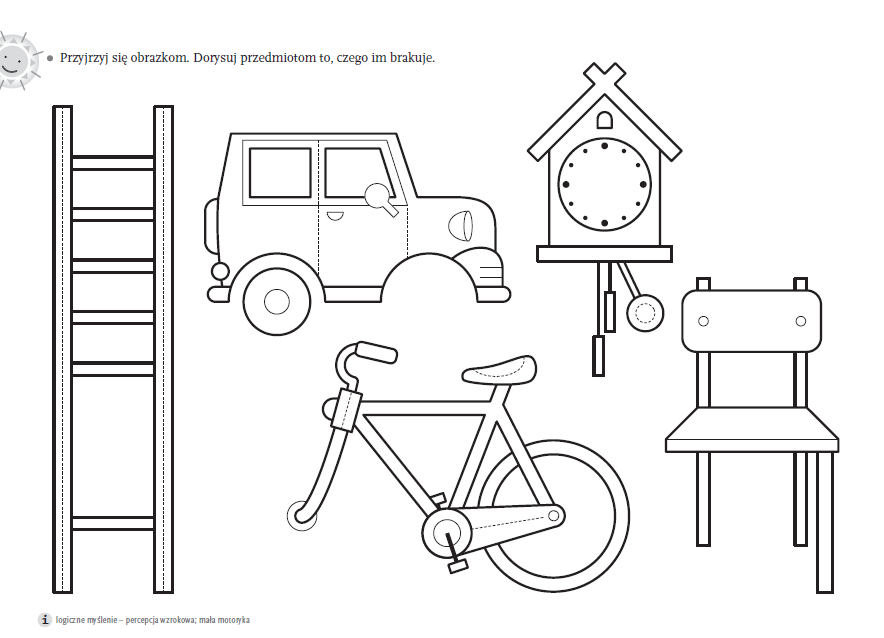 Przyjrzyj się obrazkom. Dorysuj przedmiotom to, czego im brakuje.
i logiczne myślenie – percepcja wzrokowa; mała motoryka